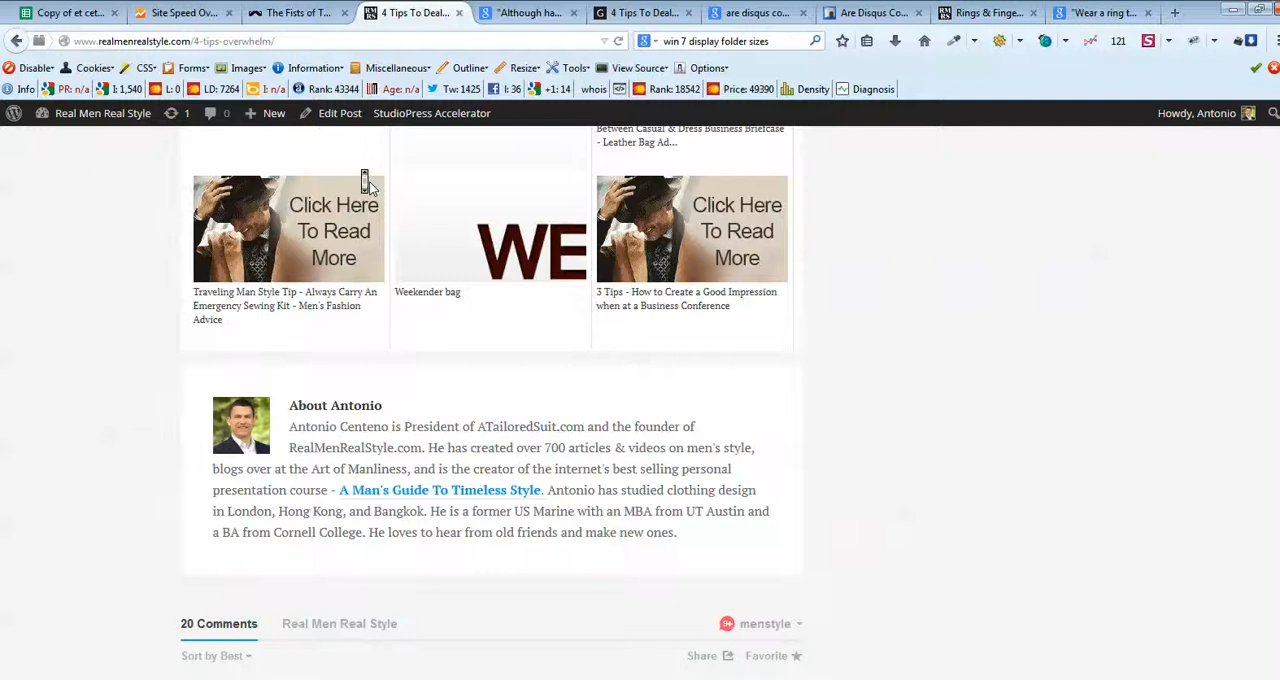 Copy of et cet... × Site Speed Ov... × The Fists of T... × 4 Tips To Deal... × "Although ha... × 4 Tips To Deal... × are disqus co... × Are Disqus Co... × Rings & Finge... × "Wear a ring t... × +
www.realmenrealstyle.com/4-tips-overwhelm/ win 7 display folder sizes 121
Disable Cookies CSS Forms Images Information Miscellaneous Outline Resize Tools View Source Options
Info PR: n/a I: 1,540 L: 0 LD: 7264 I: n/a Rank: 43344 Age: n/a Tw: 1425 I: 36 +1: 14 whois Rank: 18542 Price: 49390 Density Diagnosis
Real Men Real Style 1 0 New Edit Post StudioPress Accelerator Howdy, Antonio
Between Casual & Dress Business Briefcase
- Leather Bag Ad...
Click Here
To Read
More
WE
Click Here
To Read
More
Traveling Man Style Tip - Always Carry An
Emergency Sewing Kit - Men's Fashion
Advice
Weekender bag
3 Tips - How to Create a Good Impression
when at a Business Conference
About Antonio
Antonio Centeno is President of ATailoredSuit.com and the founder of
RealMenRealStyle.com. He has created over 700 articles & videos on men's style,
blogs over at the Art of Manliness, and is the creator of the internet's best selling personal
presentation course - A Man's Guide To Timeless Style. Antonio has studied clothing design
in London, Hong Kong, and Bangkok. He is a former US Marine with an MBA from UT Austin and
a BA from Cornell College. He loves to hear from old friends and make new ones.
20 Comments Real Men Real Style 9+ menstyle
Sort by Best Share Favorite ★